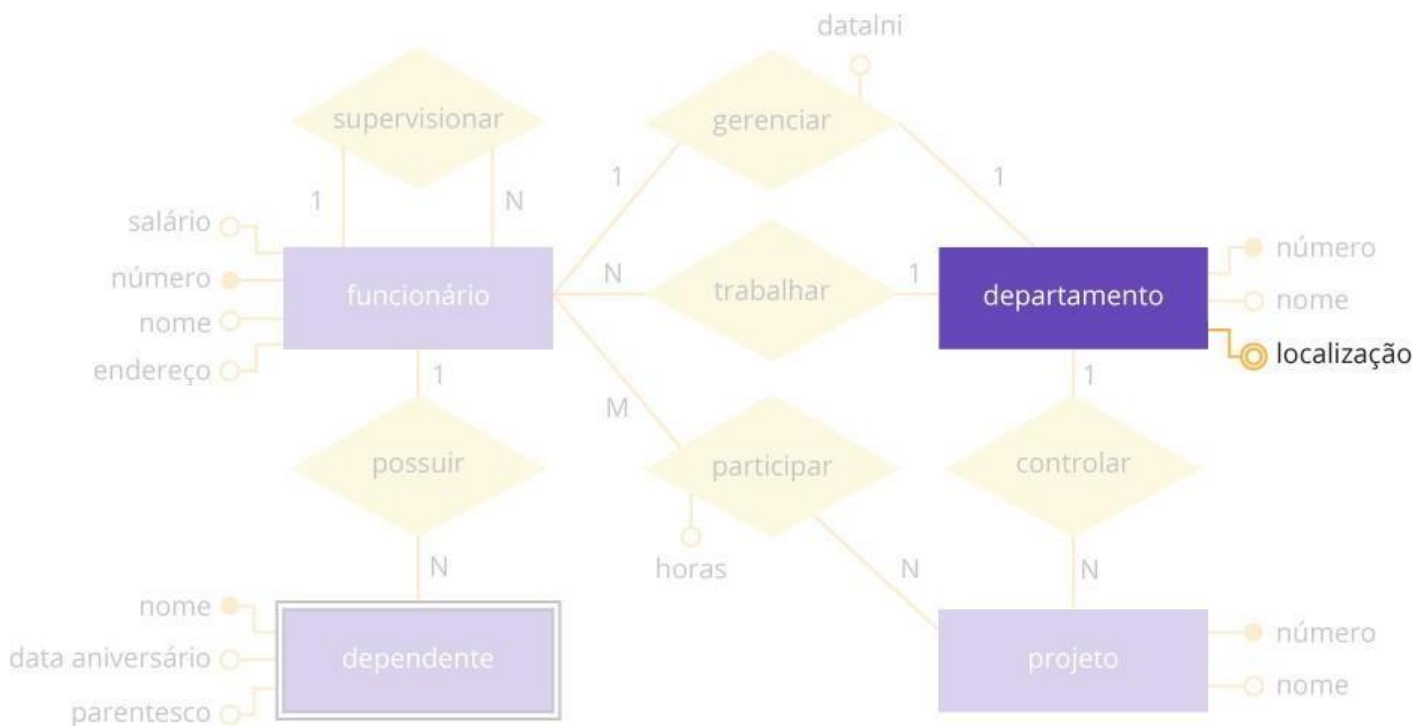 dataIni
supervisionar
gerenciar
1
N
1
1
salário
número
nome
endereço
funcionário
N
trabalhar
1
departamento
número
nome
localização
1
M
1
possuir
participar
controlar
N
horas
N
N
nome
data aniversário
parentesco
dependente
projeto
número
nome